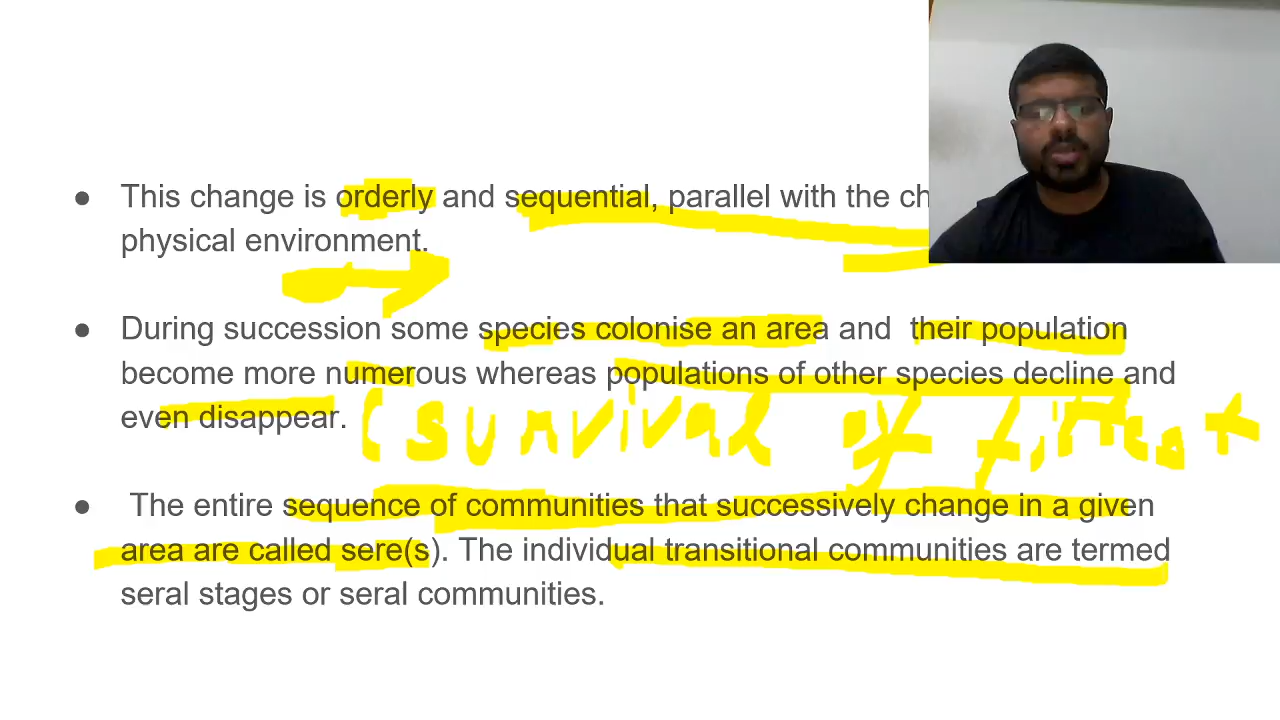 ● This change is orderly and sequential, parallel with the
physical environment.
● During succession some species colonise an area and their population
become more numerous whereas populations of other species decline and
even disappear.
(survival of fittest
● The entire sequence of communities that successively change in a given
area are called sere(s). The individual transitional communities are termed
seral stages or seral communities.